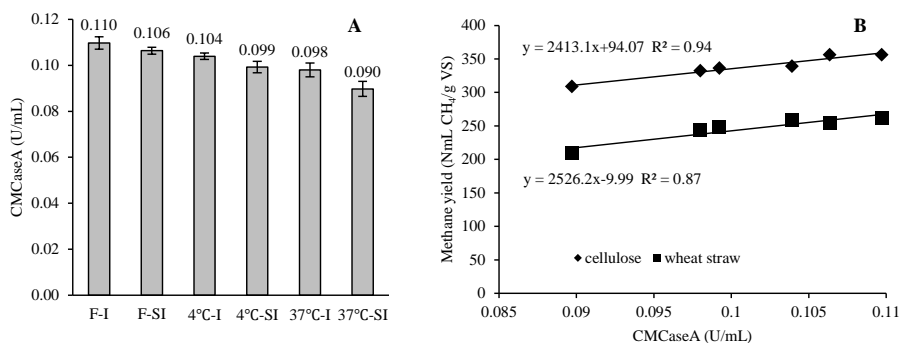 A
0.12
0.10
0.08
0.06
0.04
0.02
0.00
CMCaseA (U/mL)
0.110
0.106
0.104
0.099
0.098
0.090
F-I F-SI 4℃-I 4℃-SI 37℃-I 37℃-SI
B
400
350
300
250
200
150
100
50
0
Methane yield (NmL CH₄/g VS)
y = 2413.1x+94.07 R² = 0.94
y = 2526.2x-9.99 R² = 0.87
cellulose wheat straw
0.085 0.09 0.095 0.1 0.105 0.11
CMCaseA (U/mL)